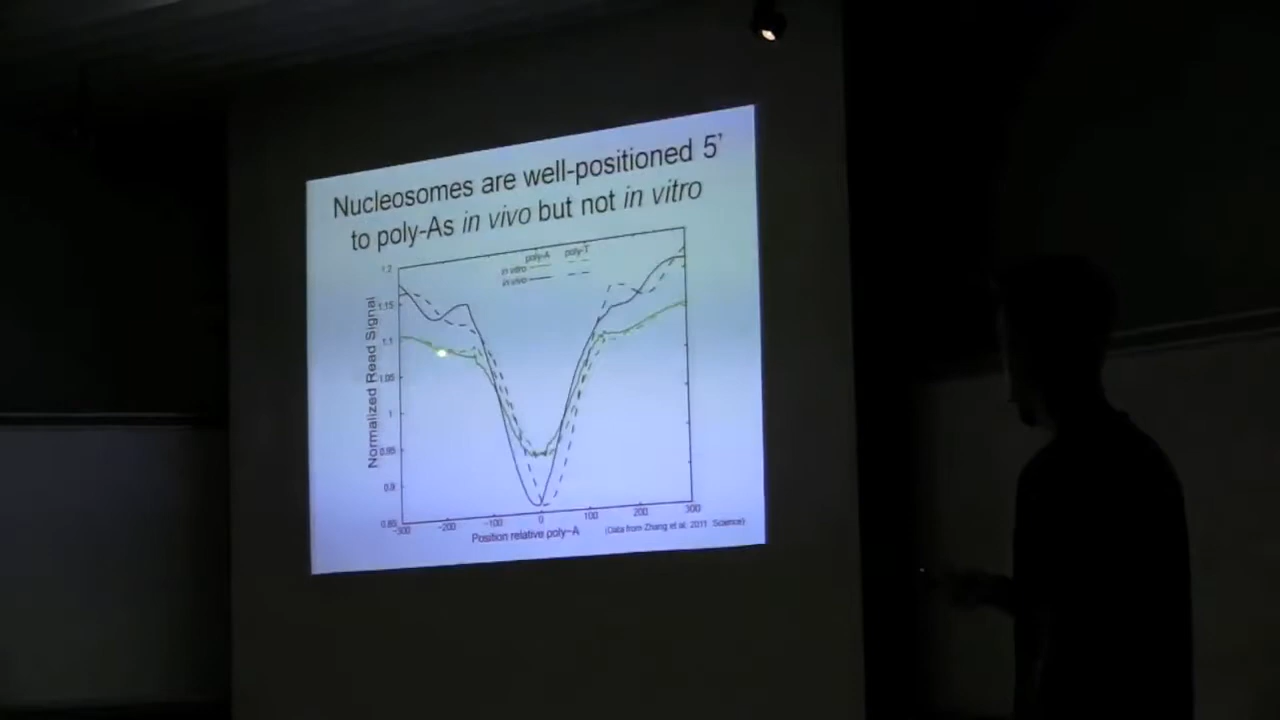 Nucleosomes are well-positioned 5'
to poly-As in vivo but not in vitro
poly-A poly-T
in vitro
in vivo
1.2
1.15
1.1
1.05
1
0.95
0.9
0.85
Normalized Read Signal
-300 -200 -100 0 100 200 300
Position relative poly-A
(Data from Zhang et al. 2011 Science)